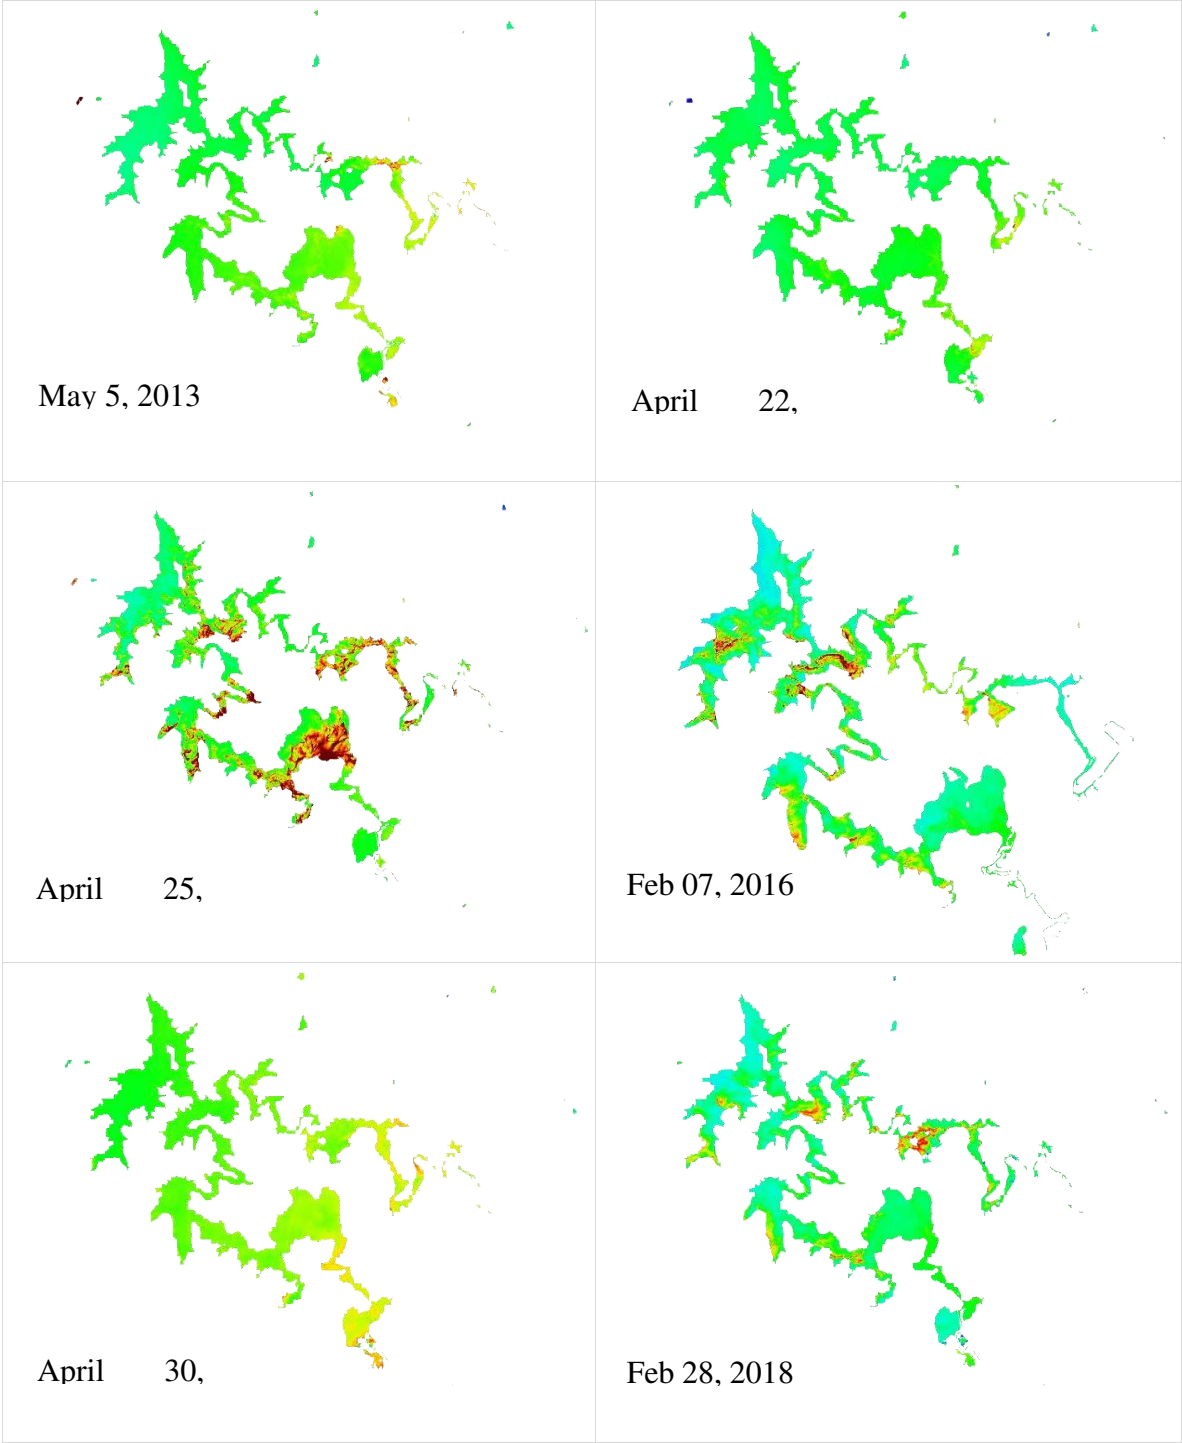 May 5, 2013
April 22,
April 25,
Feb 07, 2016
April 30,
Feb 28, 2018